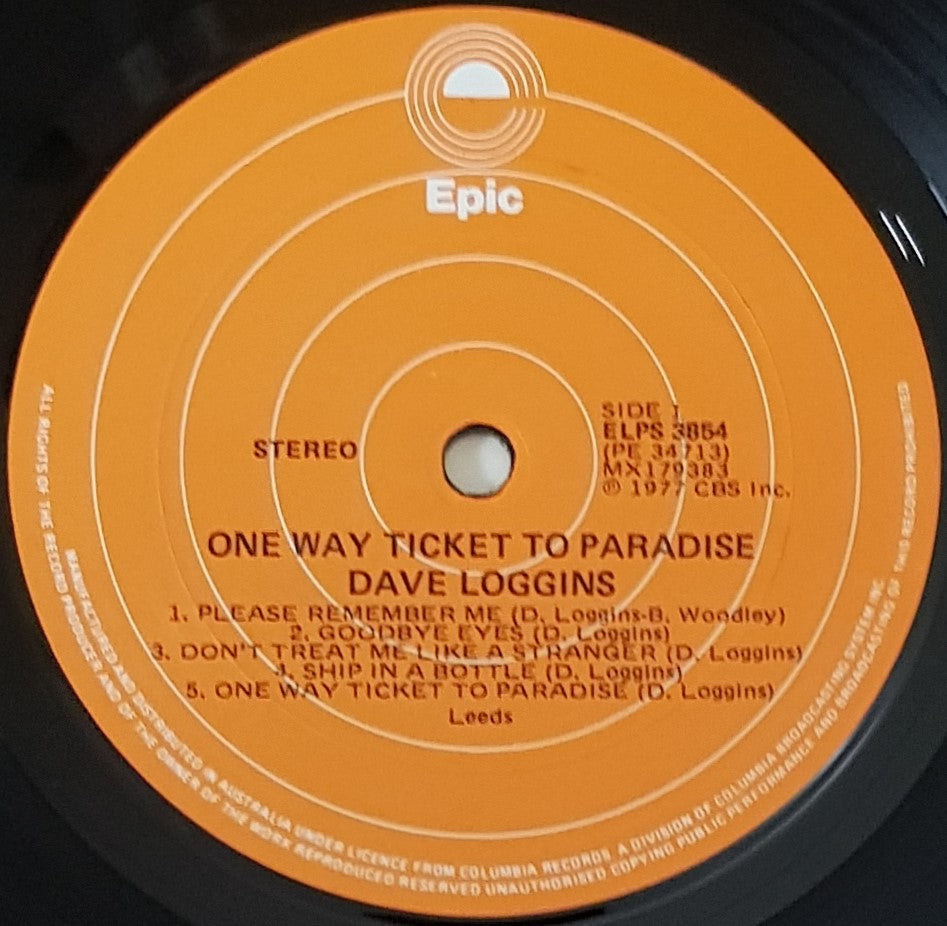 Epic
STEREO
SIDE 1
ELPS 3854
(PE 34713)
MX179383
℗ 1977 CBS Inc.
ONE WAY TICKET TO PARADISE
DAVE LOGGINS
1. PLEASE REMEMBER ME (D. Loggins-B. Woodley)
2. GOODBYE EYES (D. Loggins)
3. DON'T TREAT ME LIKE A STRANGER (D. Loggins)
4. SHIP IN A BOTTLE (D. Loggins)
5. ONE WAY TICKET TO PARADISE (D. Loggins)
Leeds
MANUFACTURED AND DISTRIBUTED IN AUSTRALIA UNDER LICENCE FROM COLUMBIA RECORDS A DIVISION OF COLUMBIA BROADCASTING SYSTEM INC
ALL RIGHTS OF THE RECORD PRODUCER AND OF THE OWNER OF THE WORK REPRODUCED RESERVED UNAUTHORISED COPYING PUBLIC PERFORMANCE AND BROADCASTING OF THIS RECORD PROHIBITED